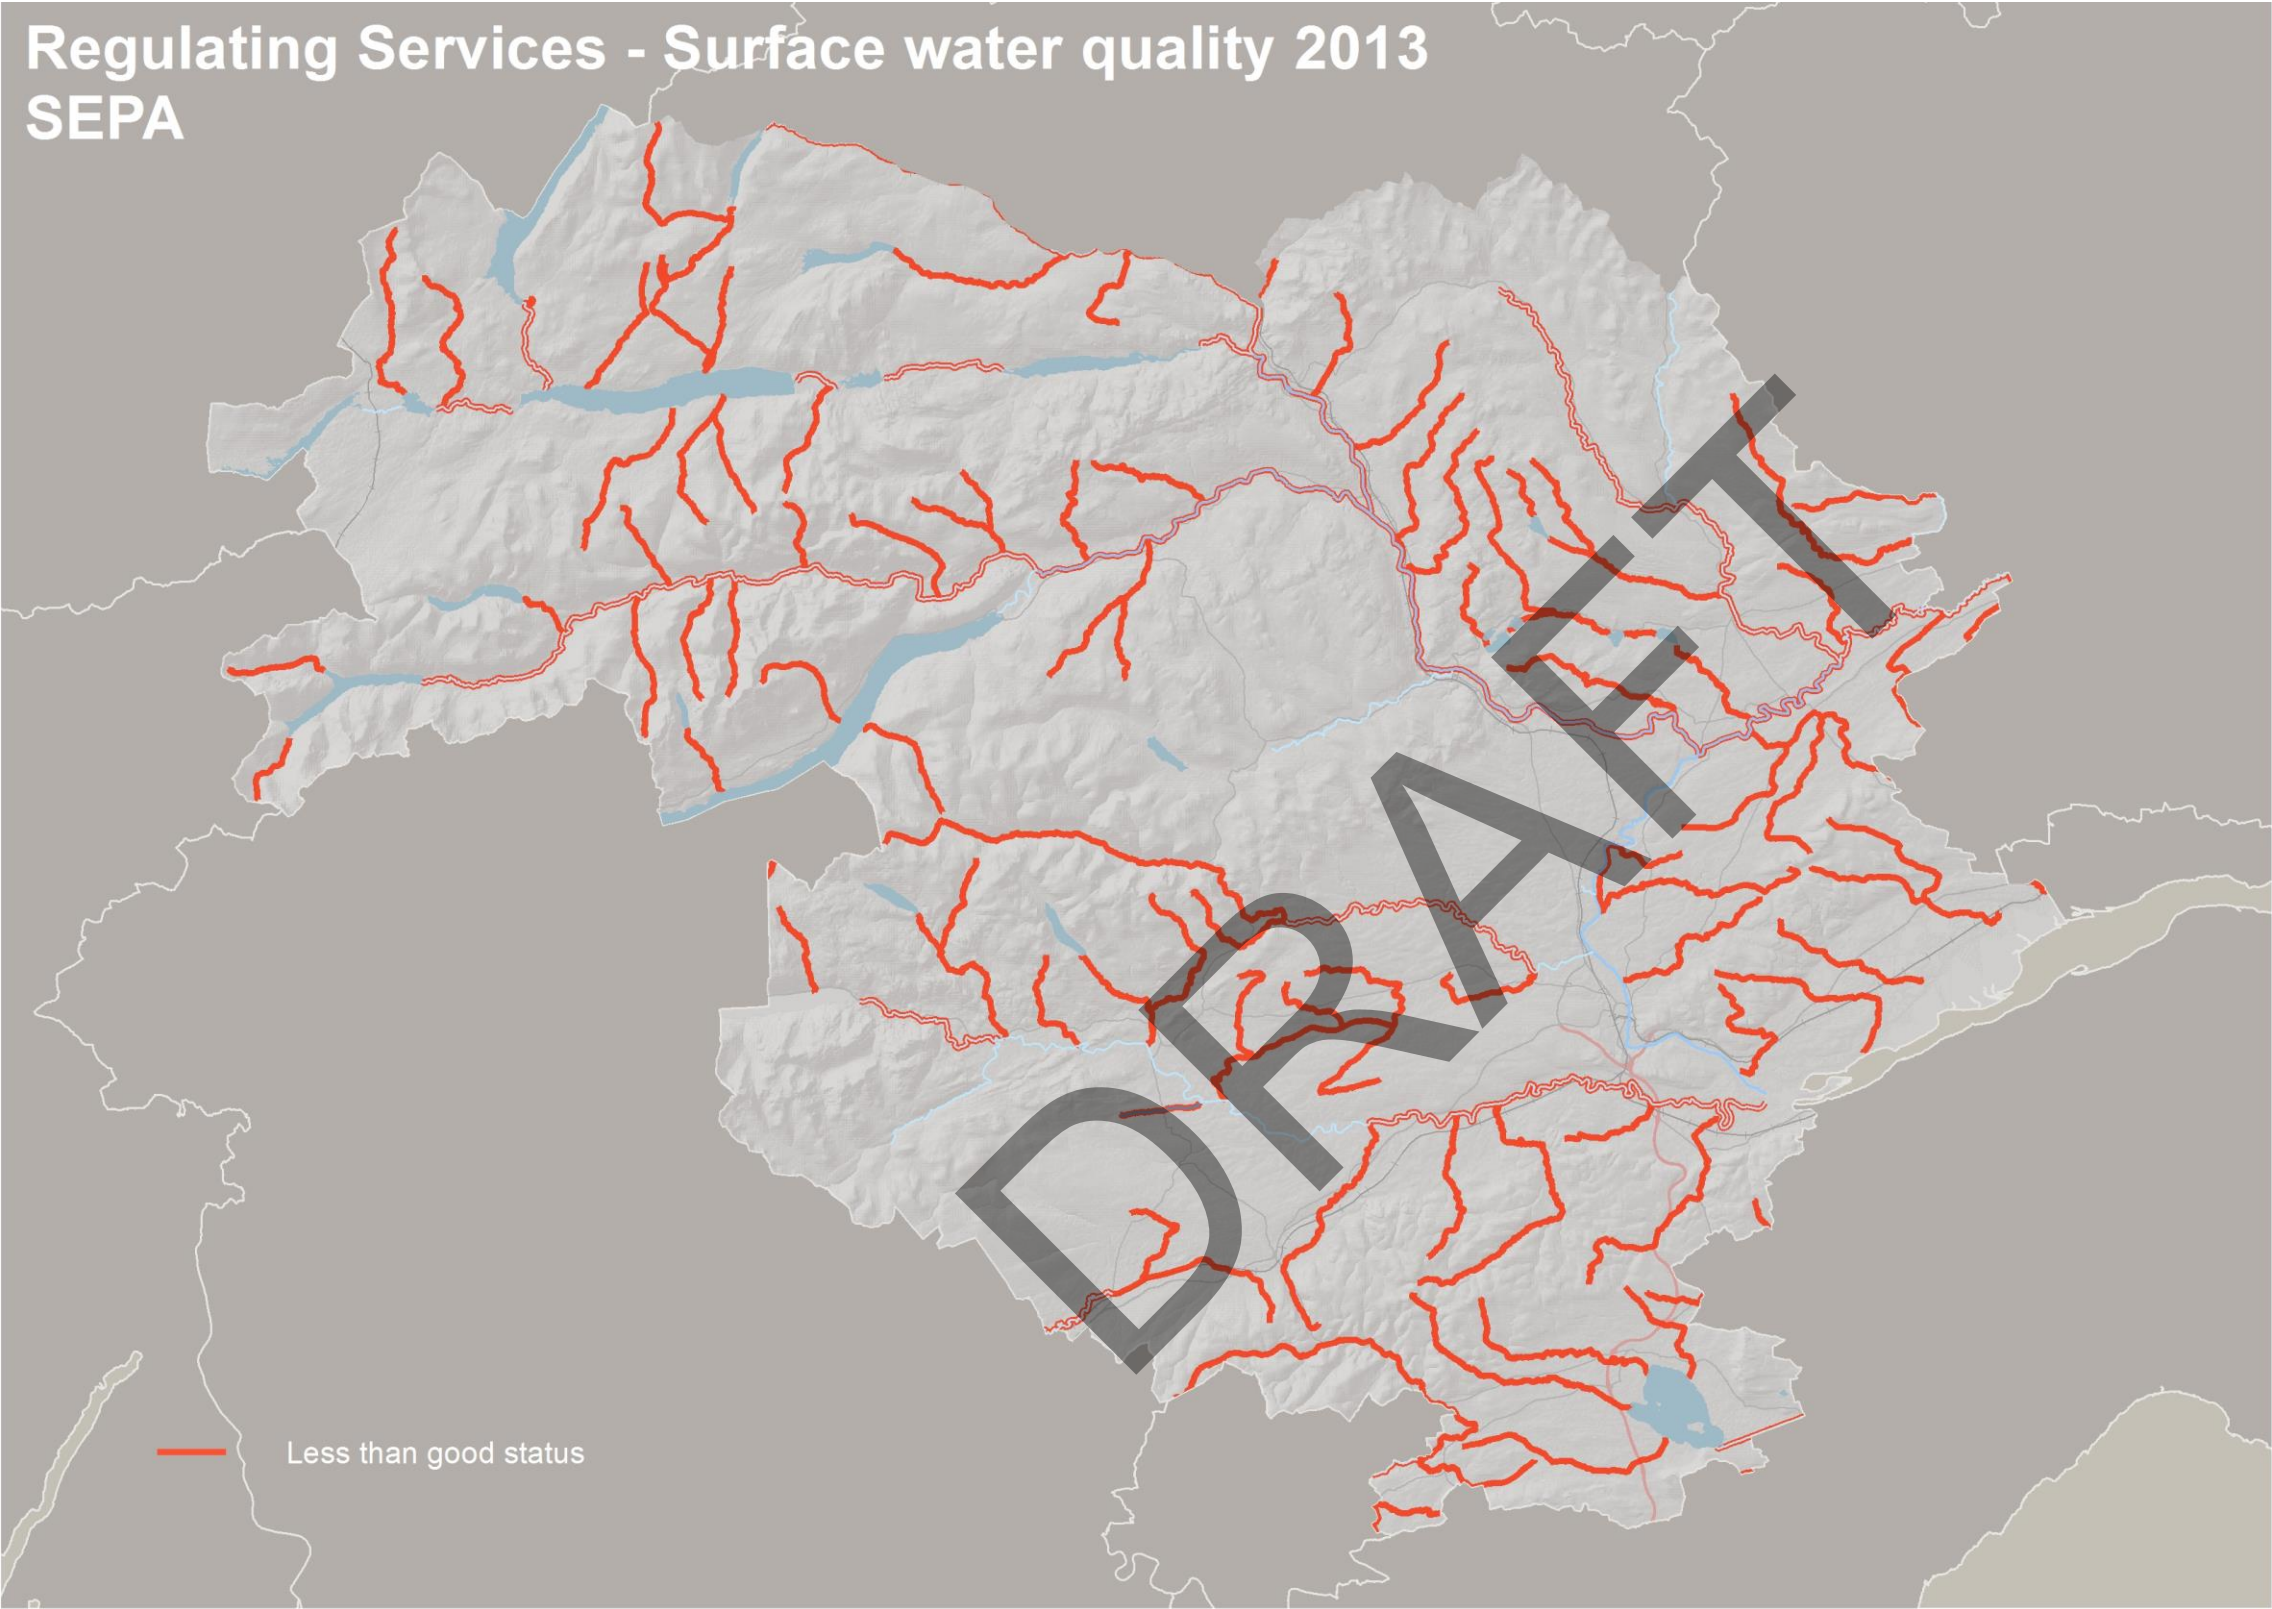 Regulating Services - Surface water quality 2013
SEPA
DRAFT
Less than good status